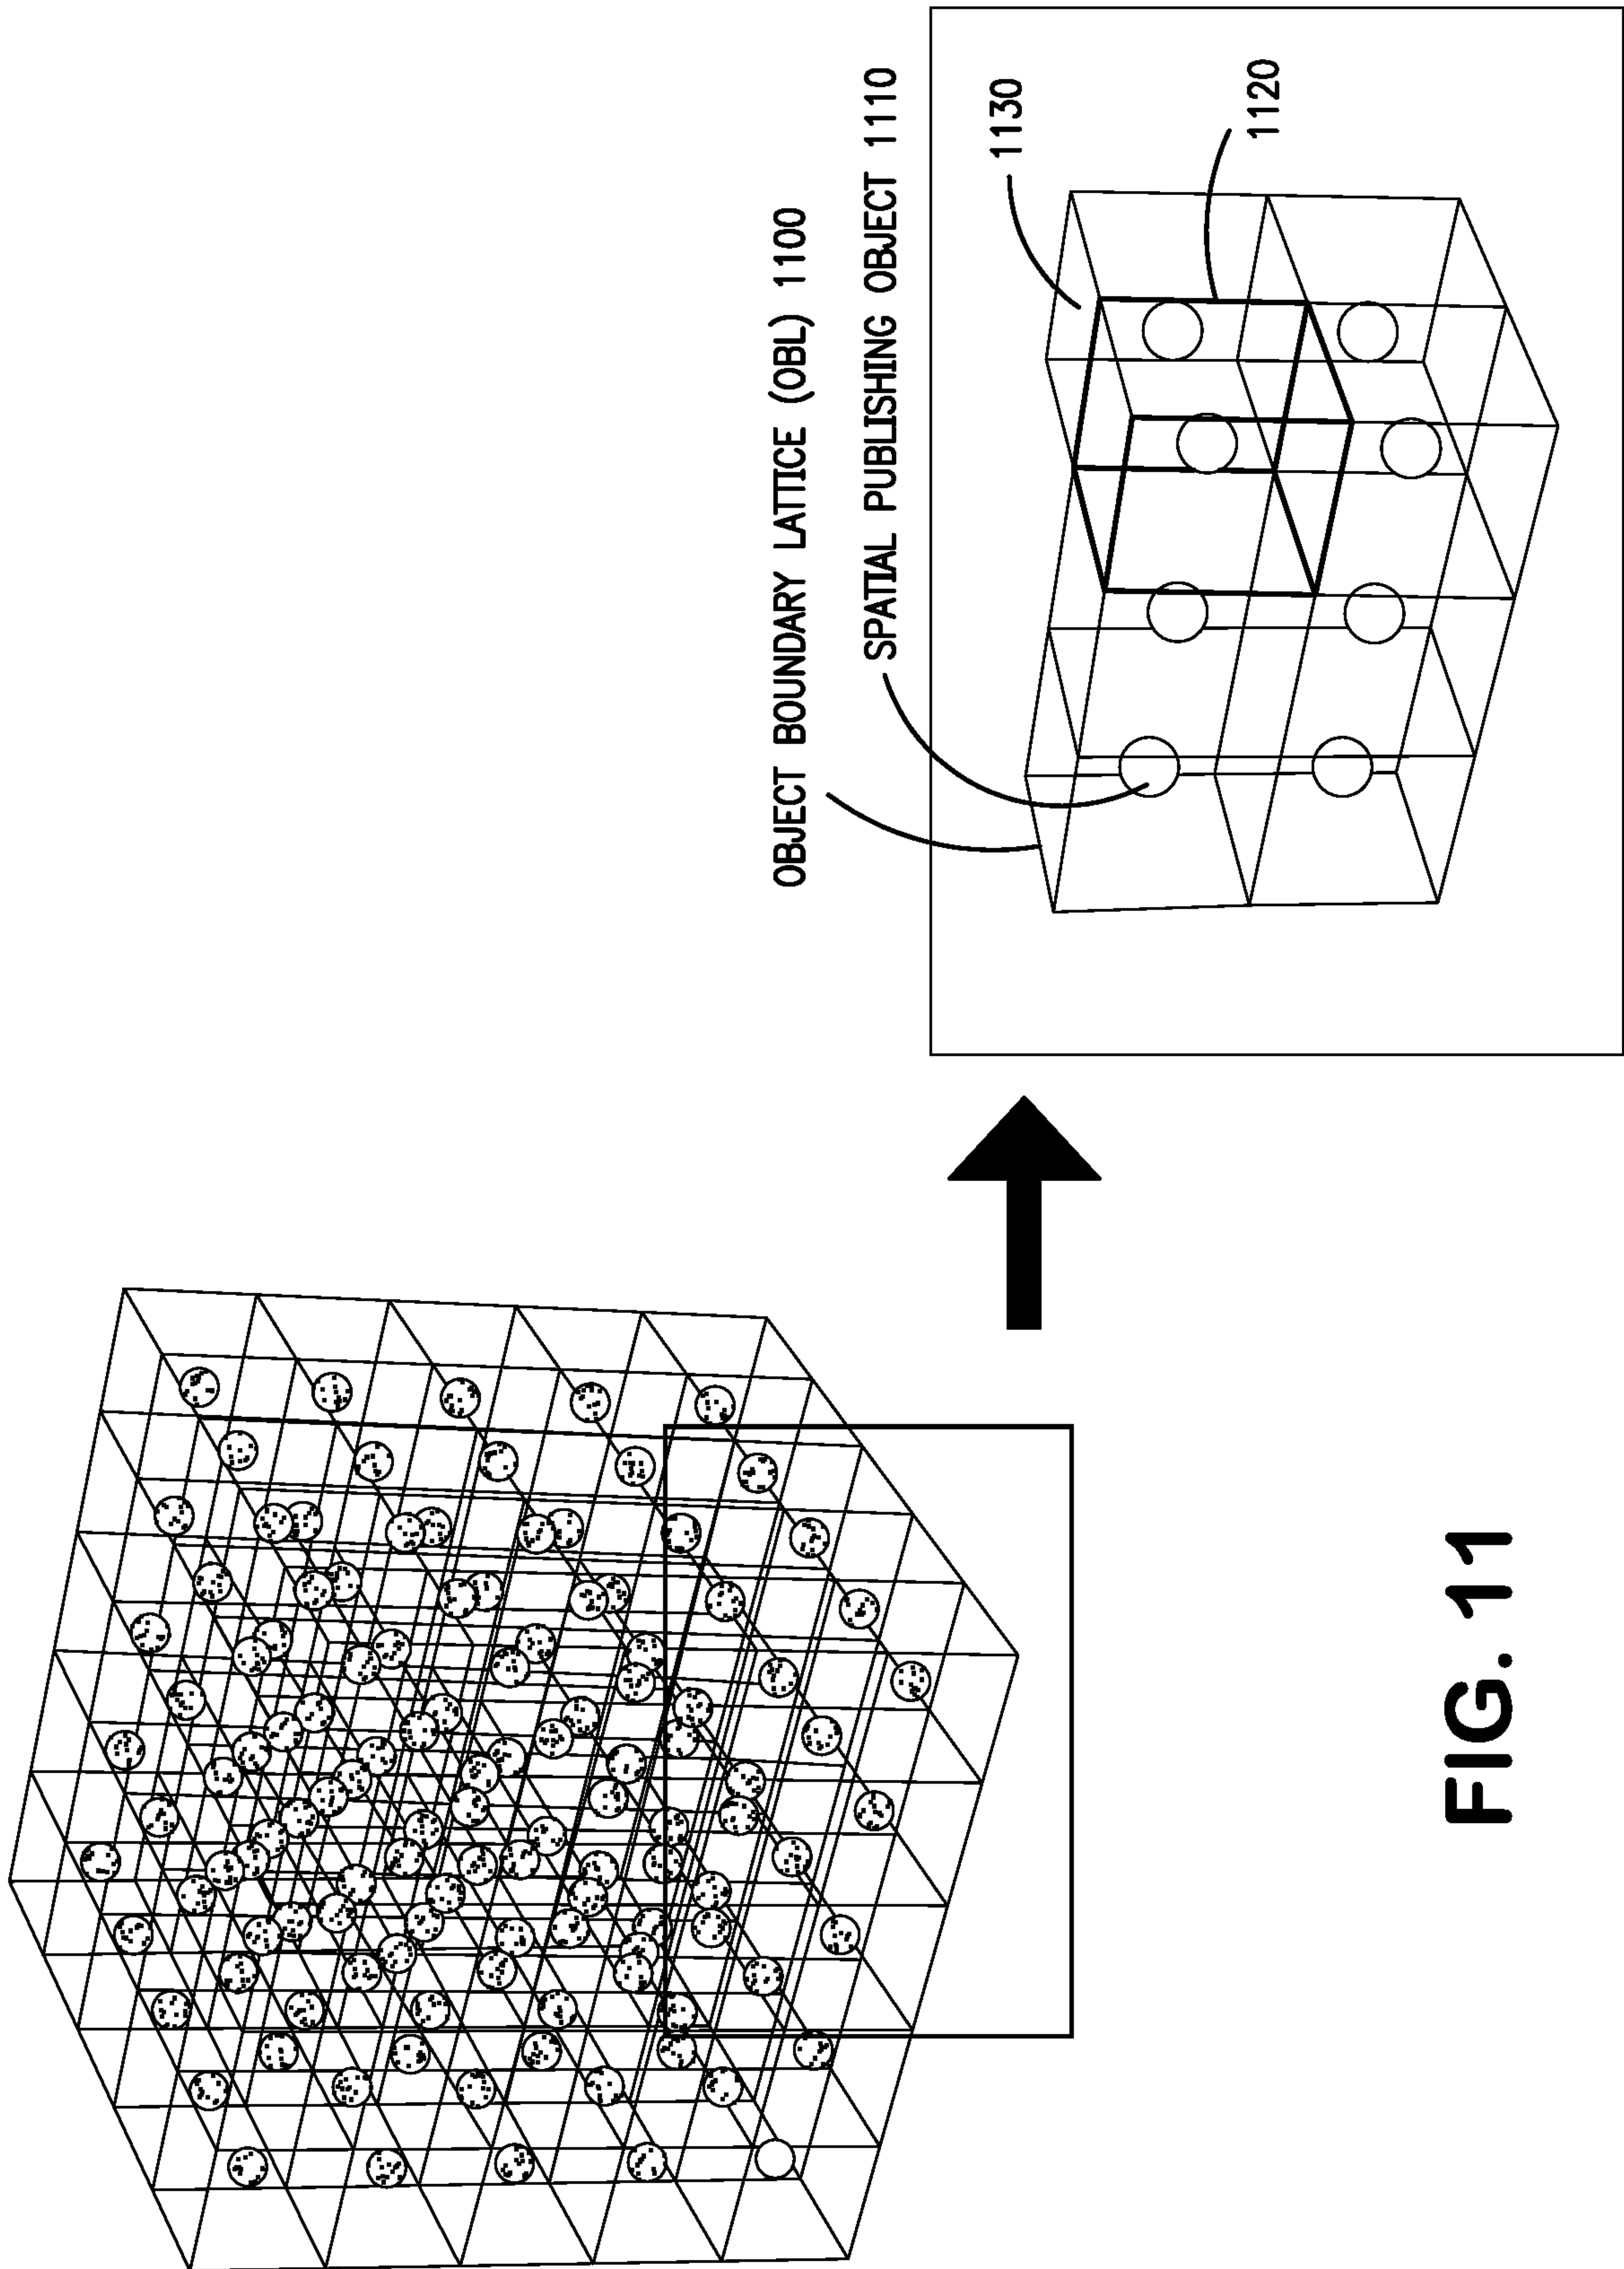 OBJECT BOUNDARY LATTICE (OBL) 1100
SPATIAL PUBLISHING OBJECT 1110
1130
1120
FIG. 11